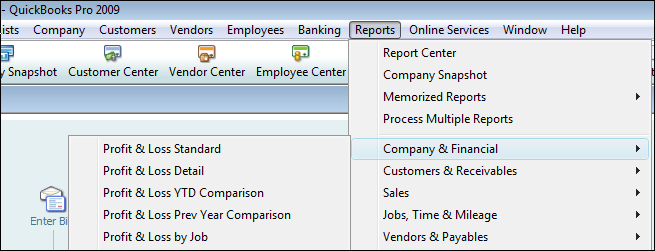 - QuickBooks Pro 2009
ists Company Customers Vendors Employees Banking Reports Online Services Window Help
y Snapshot Customer Center Vendor Center Employee Center
Report Center
Company Snapshot
Memorized Reports
Process Multiple Reports
Company & Financial
Customers & Receivables
Sales
Jobs, Time & Mileage
Vendors & Payables
Profit & Loss Standard
Profit & Loss Detail
Profit & Loss YTD Comparison
Profit & Loss Prev Year Comparison
Profit & Loss by Job
Enter Bi